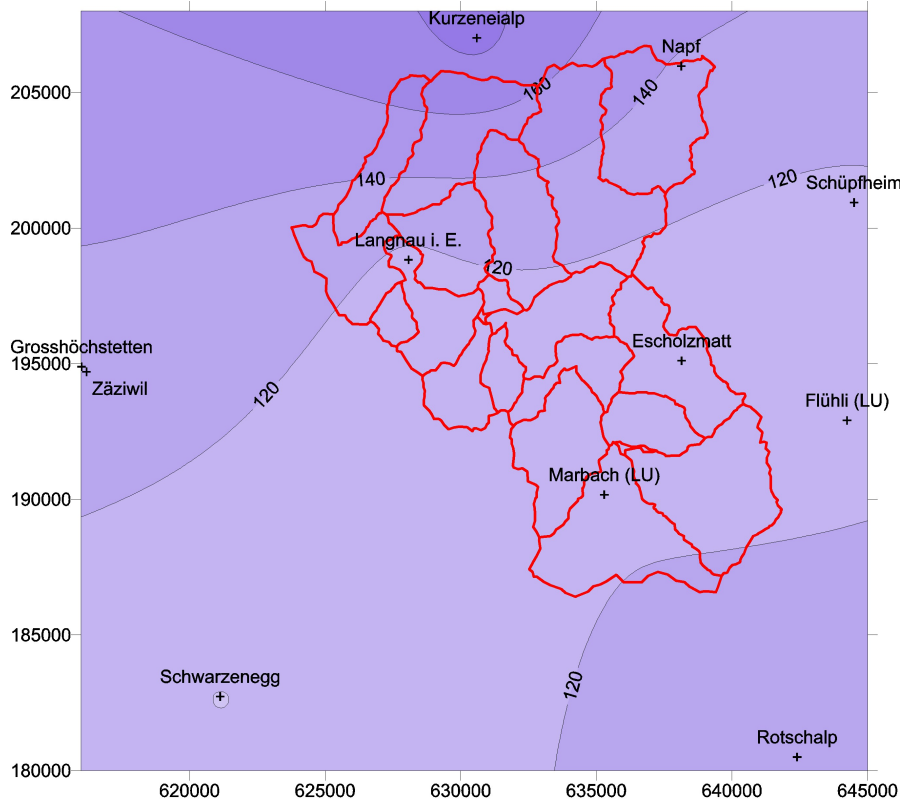 Kurzeneialp
Napf
205000
160
140
140
120
Schüpfheim
200000
Langnau i. E.
120
Grosshöchstetten
195000
Escholzmatt
Zäziwil
120
Flühli (LU)
190000
Marbach (LU)
185000
Schwarzenegg
120
Rotschalp
180000
620000
625000
630000
635000
640000
645000